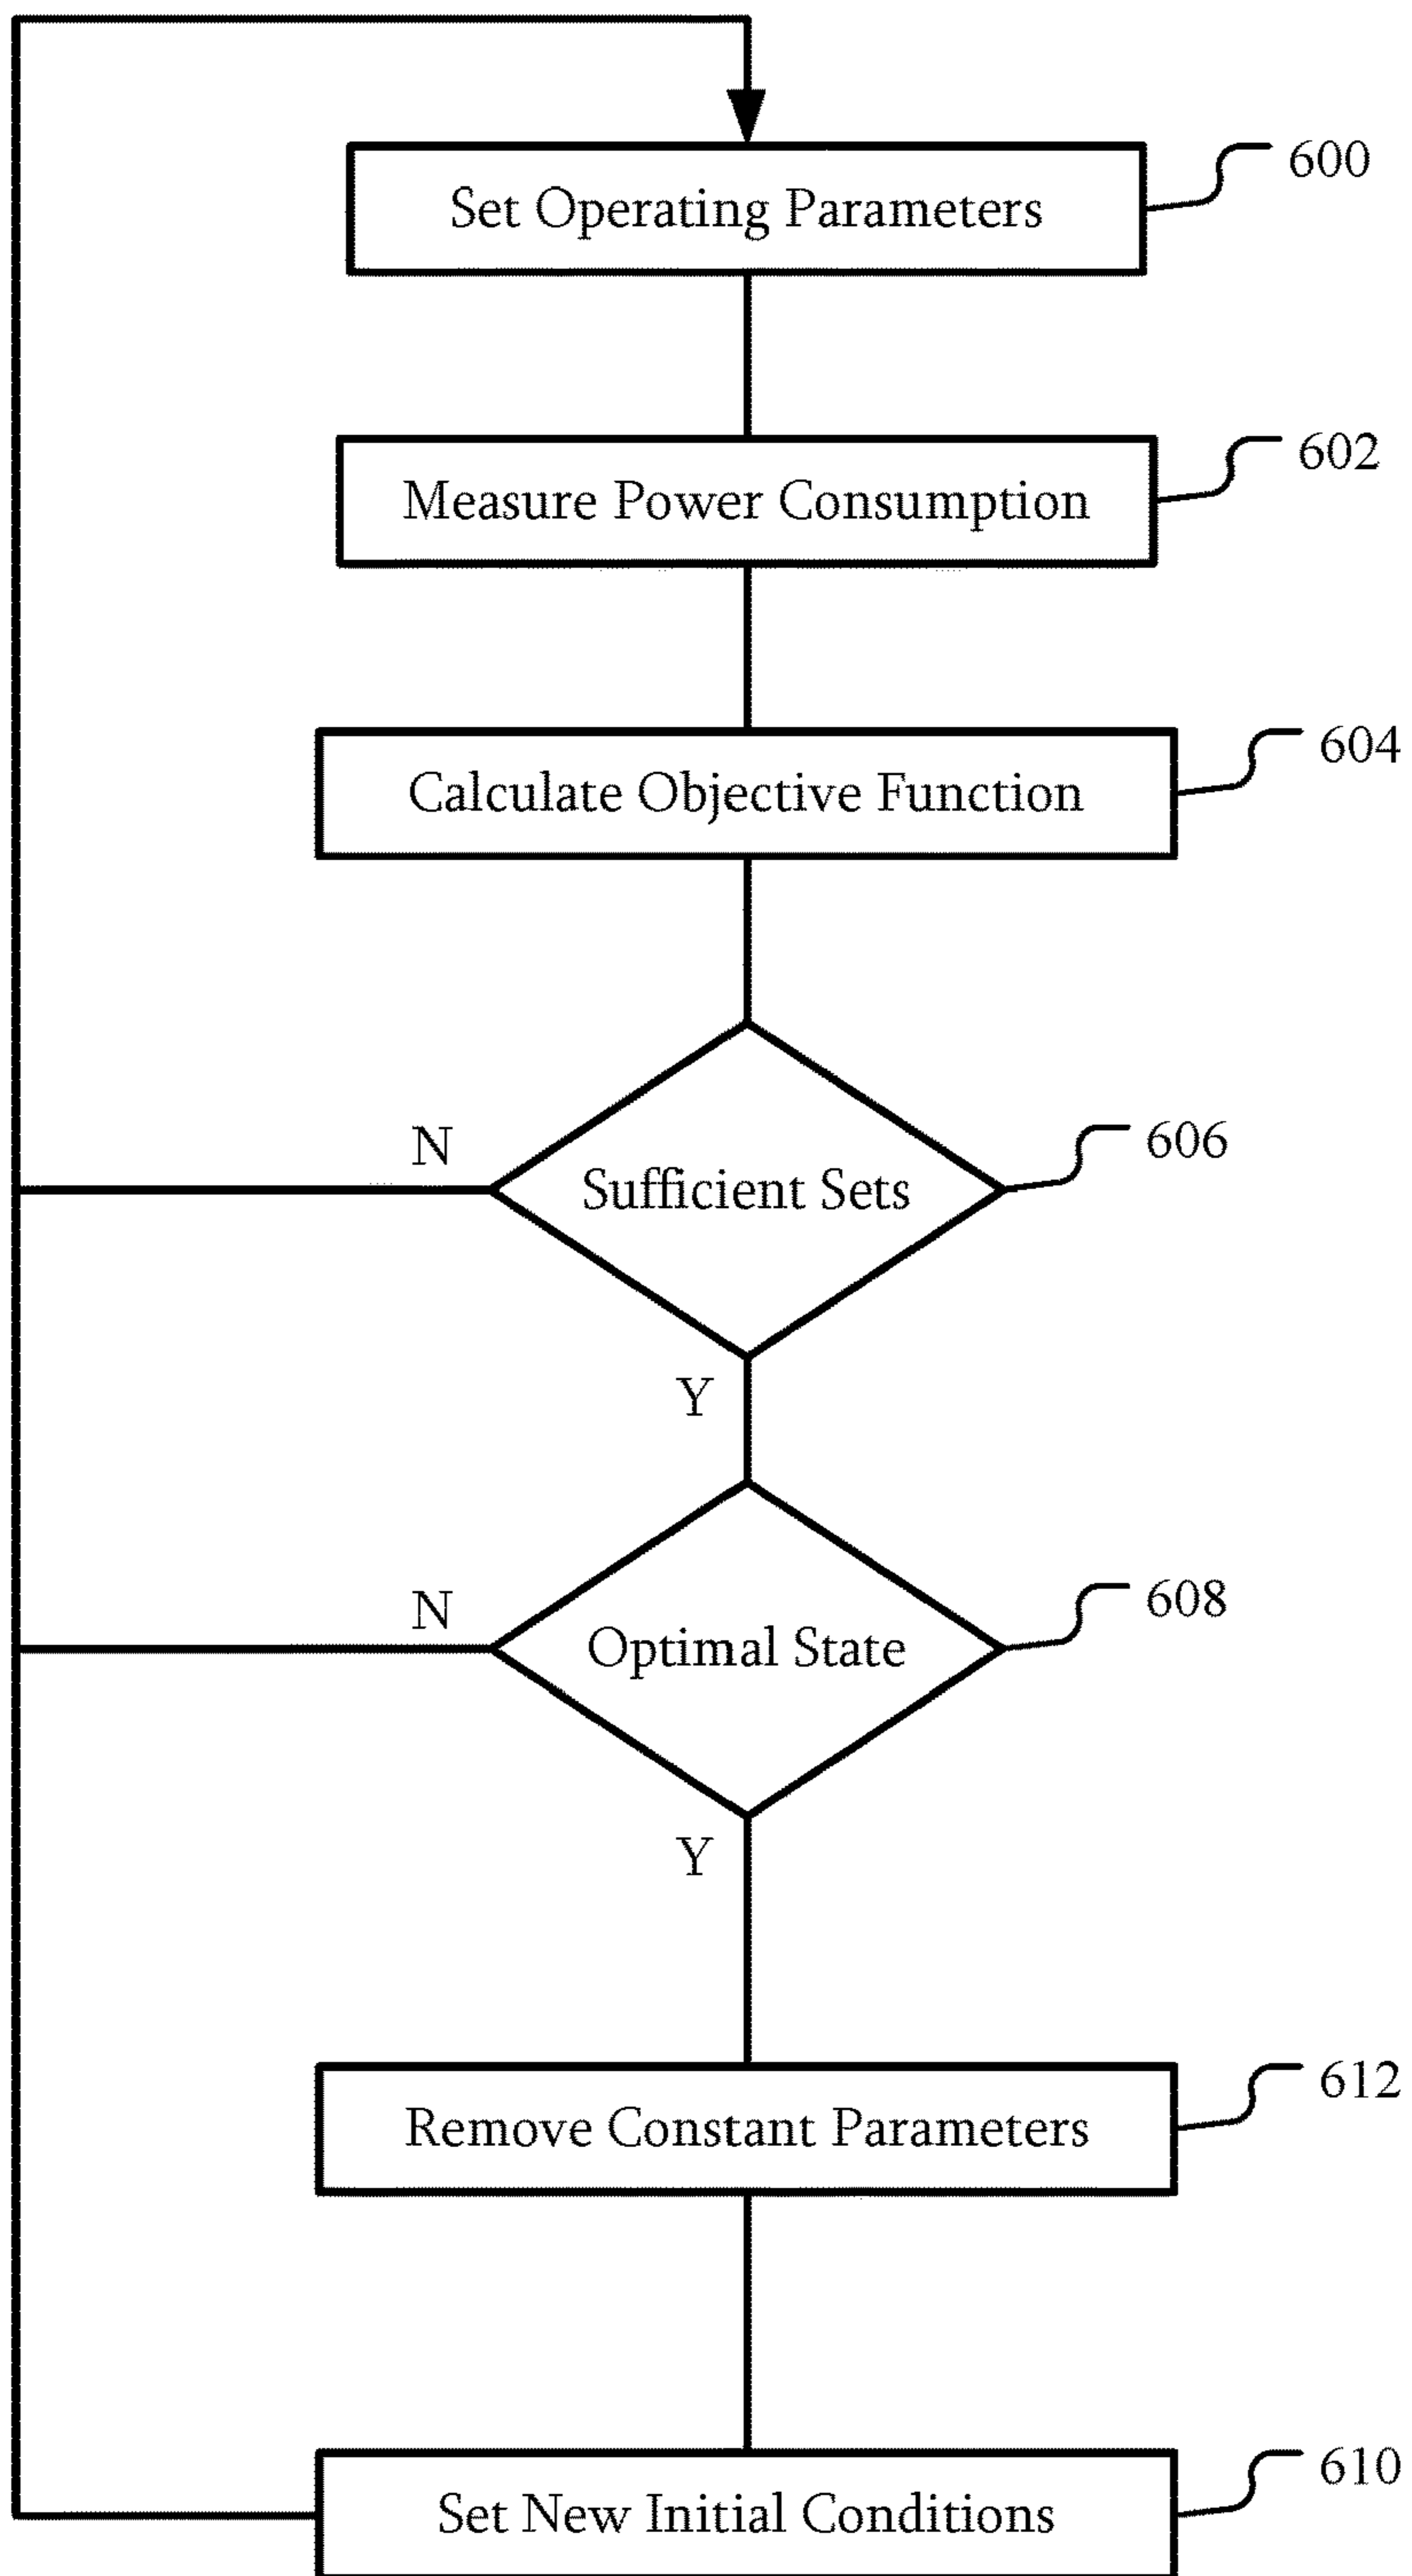 600
Set Operating Parameters
602
Measure Power Consumption
604
Calculate Objective Function
606
N
Sufficient Sets
Y
608
N
Optimal State
Y
612
Remove Constant Parameters
610
Set New Initial Conditions